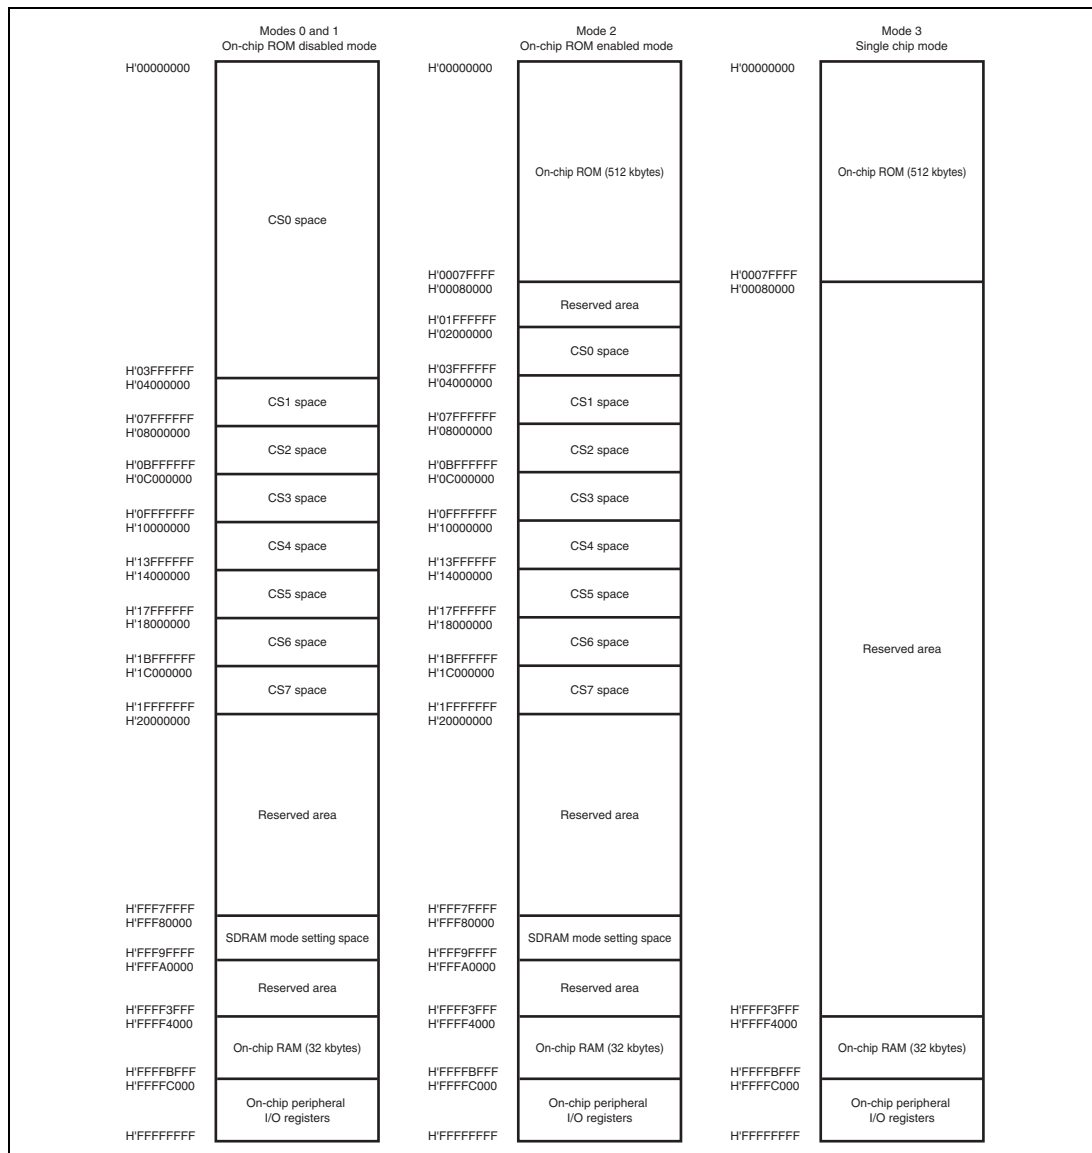 Modes 0 and 1
On-chip ROM disabled mode
H'00000000
CS0 space
H'03FFFFFF
H'04000000
CS1 space
H'07FFFFFF
H'08000000
CS2 space
H'0BFFFFFF
H'0C000000
CS3 space
H'0FFFFFFF
H'10000000
CS4 space
H'13FFFFFF
H'14000000
CS5 space
H'17FFFFFF
H'18000000
CS6 space
H'1BFFFFFF
H'1C000000
CS7 space
H'1FFFFFFF
H'20000000
Reserved area
H'FFF7FFFF
H'FFF80000
SDRAM mode setting space
H'FFF9FFFF
H'FFFA0000
Reserved area
H'FFFF3FFF
H'FFFF4000
On-chip RAM (32 kbytes)
H'FFFFBFFF
H'FFFFC000
On-chip peripheral
I/O registers
H'FFFFFFFF
Mode 2
On-chip ROM enabled mode
H'00000000
On-chip ROM (512 kbytes)
H'0007FFFF
H'00080000
Reserved area
H'01FFFFFF
H'02000000
CS0 space
H'03FFFFFF
H'04000000
CS1 space
H'07FFFFFF
H'08000000
CS2 space
H'0BFFFFFF
H'0C000000
CS3 space
H'0FFFFFFF
H'10000000
CS4 space
H'13FFFFFF
H'14000000
CS5 space
H'17FFFFFF
H'18000000
CS6 space
H'1BFFFFFF
H'1C000000
CS7 space
H'1FFFFFFF
H'20000000
Reserved area
H'FFF7FFFF
H'FFF80000
SDRAM mode setting space
H'FFF9FFFF
H'FFFA0000
Reserved area
H'FFFF3FFF
H'FFFF4000
On-chip RAM (32 kbytes)
H'FFFFBFFF
H'FFFFC000
On-chip peripheral
I/O registers
H'FFFFFFFF
Mode 3
Single chip mode
H'00000000
On-chip ROM (512 kbytes)
H'0007FFFF
H'00080000
Reserved area
H'FFFF3FFF
H'FFFF4000
On-chip RAM (32 kbytes)
H'FFFFBFFF
H'FFFFC000
On-chip peripheral
I/O registers
H'FFFFFFFF